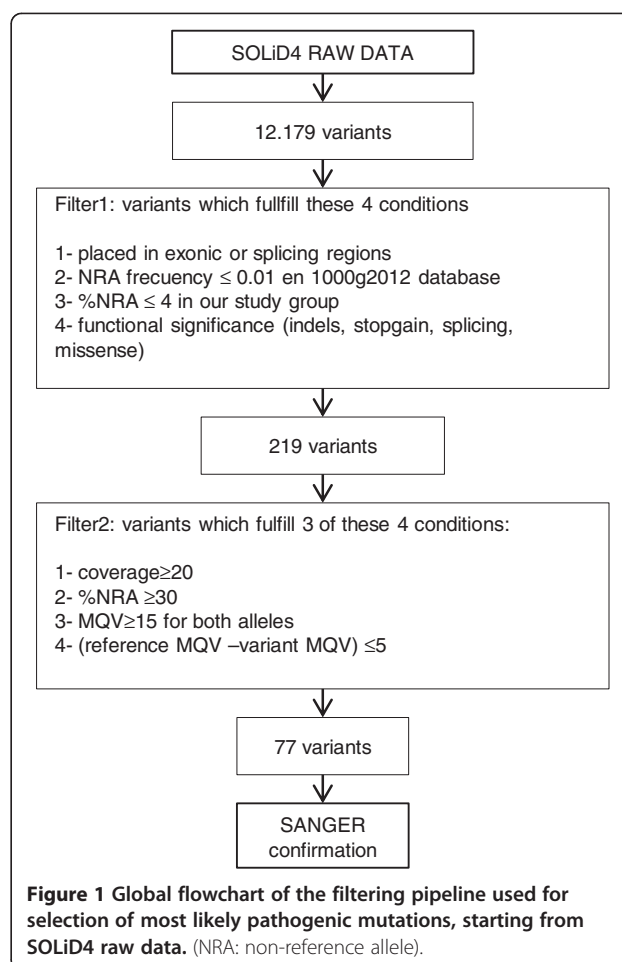 SOLiD4 RAW DATA
12.179 variants
Filter1: variants which fullfill these 4 conditions
1- placed in exonic or splicing regions
2- NRA frecuency ≤ 0.01 en 1000g2012 database
3- %NRA ≤ 4 in our study group
4- functional significance (indels, stopgain, splicing,
missense)
219 variants
Filter2: variants which fulfill 3 of these 4 conditions:
1- coverage≥20
2- %NRA ≥30
3- MQV≥15 for both alleles
4- (reference MQV –variant MQV) ≤5
77 variants
SANGER
confirmation
Figure 1 Global flowchart of the filtering pipeline used for
selection of most likely pathogenic mutations, starting from
SOLiD4 raw data. (NRA: non-reference allele).